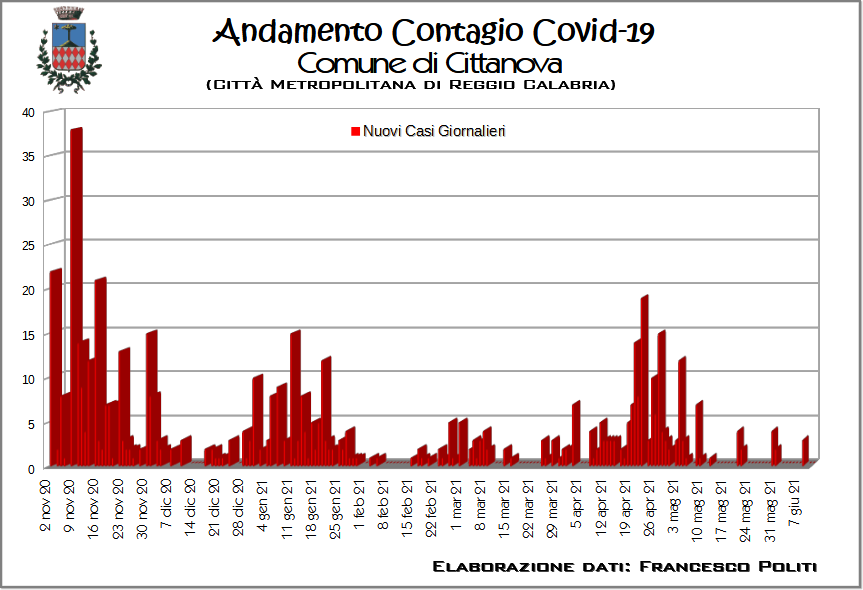 Andamento Contagio Covid-19
Comune di Cittanova
(Città Metropolitana di Reggio Calabria)
Nuovi Casi Giornalieri
40
35
30
25
20
15
10
5
0
2 nov 20
9 nov 20
16 nov 20
23 nov 20
30 nov 20
7 dic 20
14 dic 20
21 dic 20
28 dic 20
4 gen 21
11 gen 21
18 gen 21
25 gen 21
1 feb 21
8 feb 21
15 feb 21
22 feb 21
1 mar 21
8 mar 21
15 mar 21
22 mar 21
29 mar 21
5 apr 21
12 apr 21
19 apr 21
26 apr 21
3 mag 21
10 mag 21
17 mag 21
24 mag 21
31 mag 21
7 giu 21
Elaborazione dati: Francesco Politi